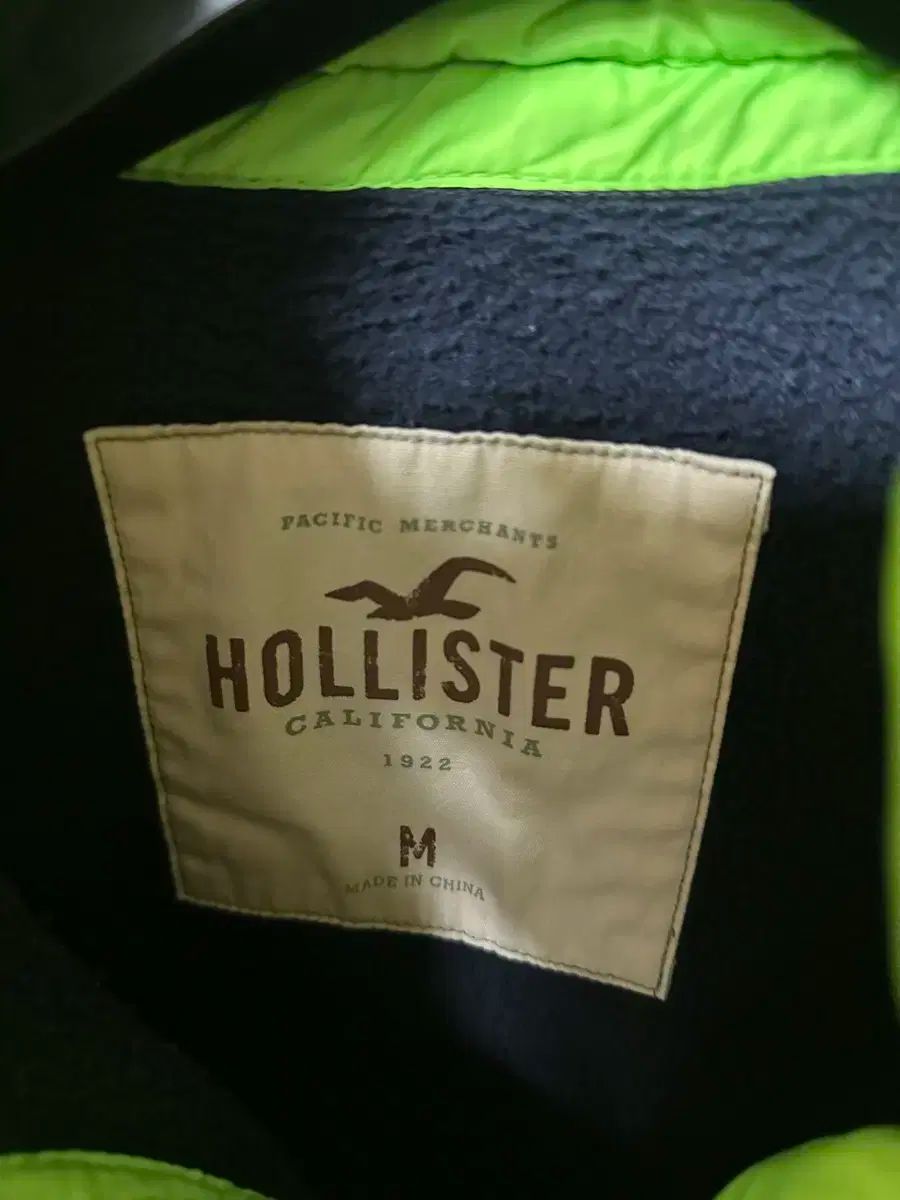 PACIFIC MERCHANTS
HOLLISTER
CALIFORNIA
1922
M
MADE IN CHINA